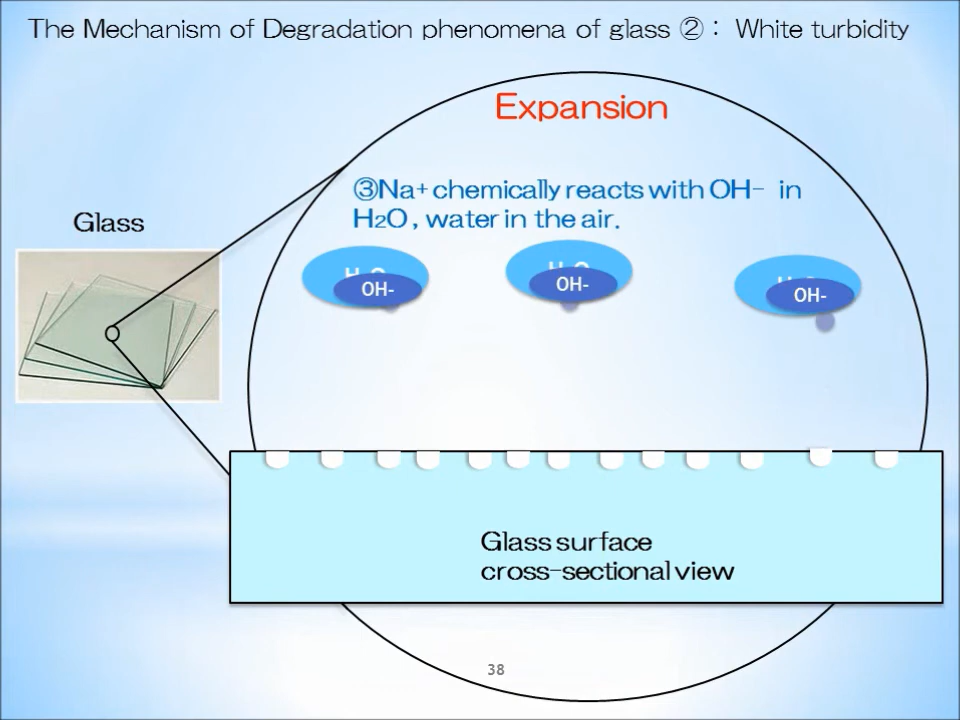 The Mechanism of Degradation phenomena of glass ②： White turbidity
Expansion
③Na+ chemically reacts with OH- in
H₂O , water in the air.
Glass
OH-
OH-
OH-
Glass surface
cross-sectional view
38